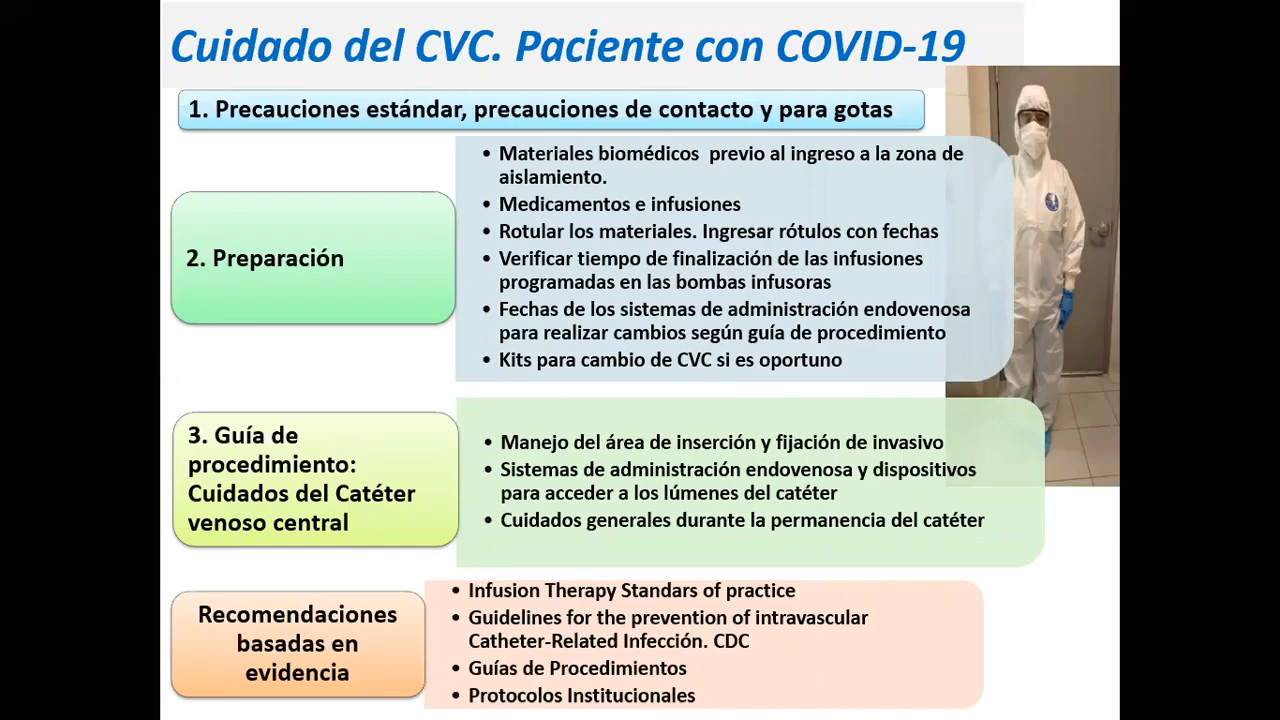 Cuidado del CVC. Paciente con COVID-19
1. Precauciones estándar, precauciones de contacto y para gotas
2. Preparación
• Materiales biomédicos previo al ingreso a la zona de
aislamiento.
• Medicamentos e infusiones
• Rotular los materiales. Ingresar rótulos con fechas
• Verificar tiempo de finalización de las infusiones
programadas en las bombas infusoras
• Fechas de los sistemas de administración endovenosa
para realizar cambios según guía de procedimiento
• Kits para cambio de CVC si es oportuno
3. Guía de
procedimiento:
Cuidados del Catéter
venoso central
• Manejo del área de inserción y fijación de invasivo
• Sistemas de administración endovenosa y dispositivos
para acceder a los lúmenes del catéter
• Cuidados generales durante la permanencia del catéter
Recomendaciones
basadas en
evidencia
• Infusion Therapy Standars of practice
• Guidelines for the prevention of intravascular
Catheter-Related Infección. CDC
• Guías de Procedimientos
• Protocolos Institucionales